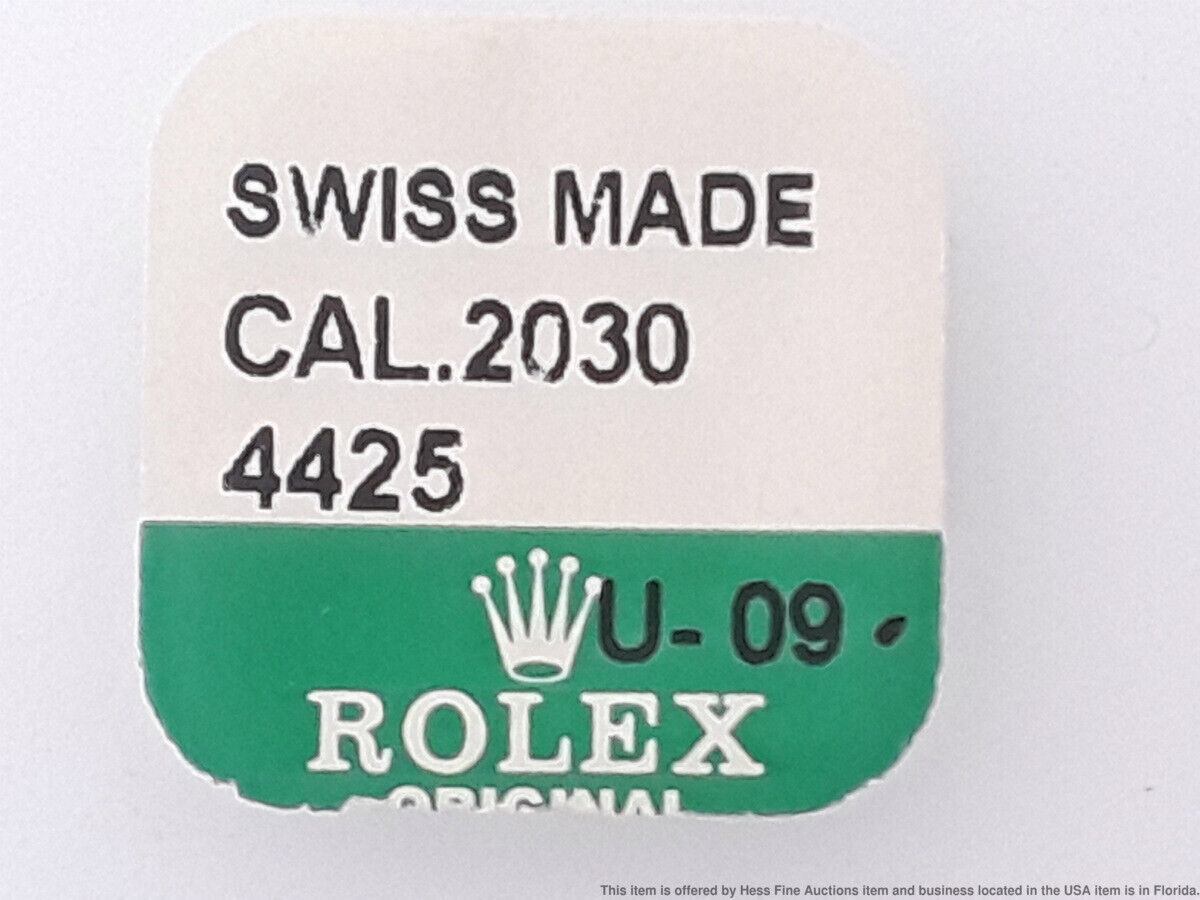 SWISS MADE
CAL.2030
4425
U-09
ROLEX
ORIGINAL
This item is offered by Hess Fine Auctions item and business located in the USA item is in Florida.